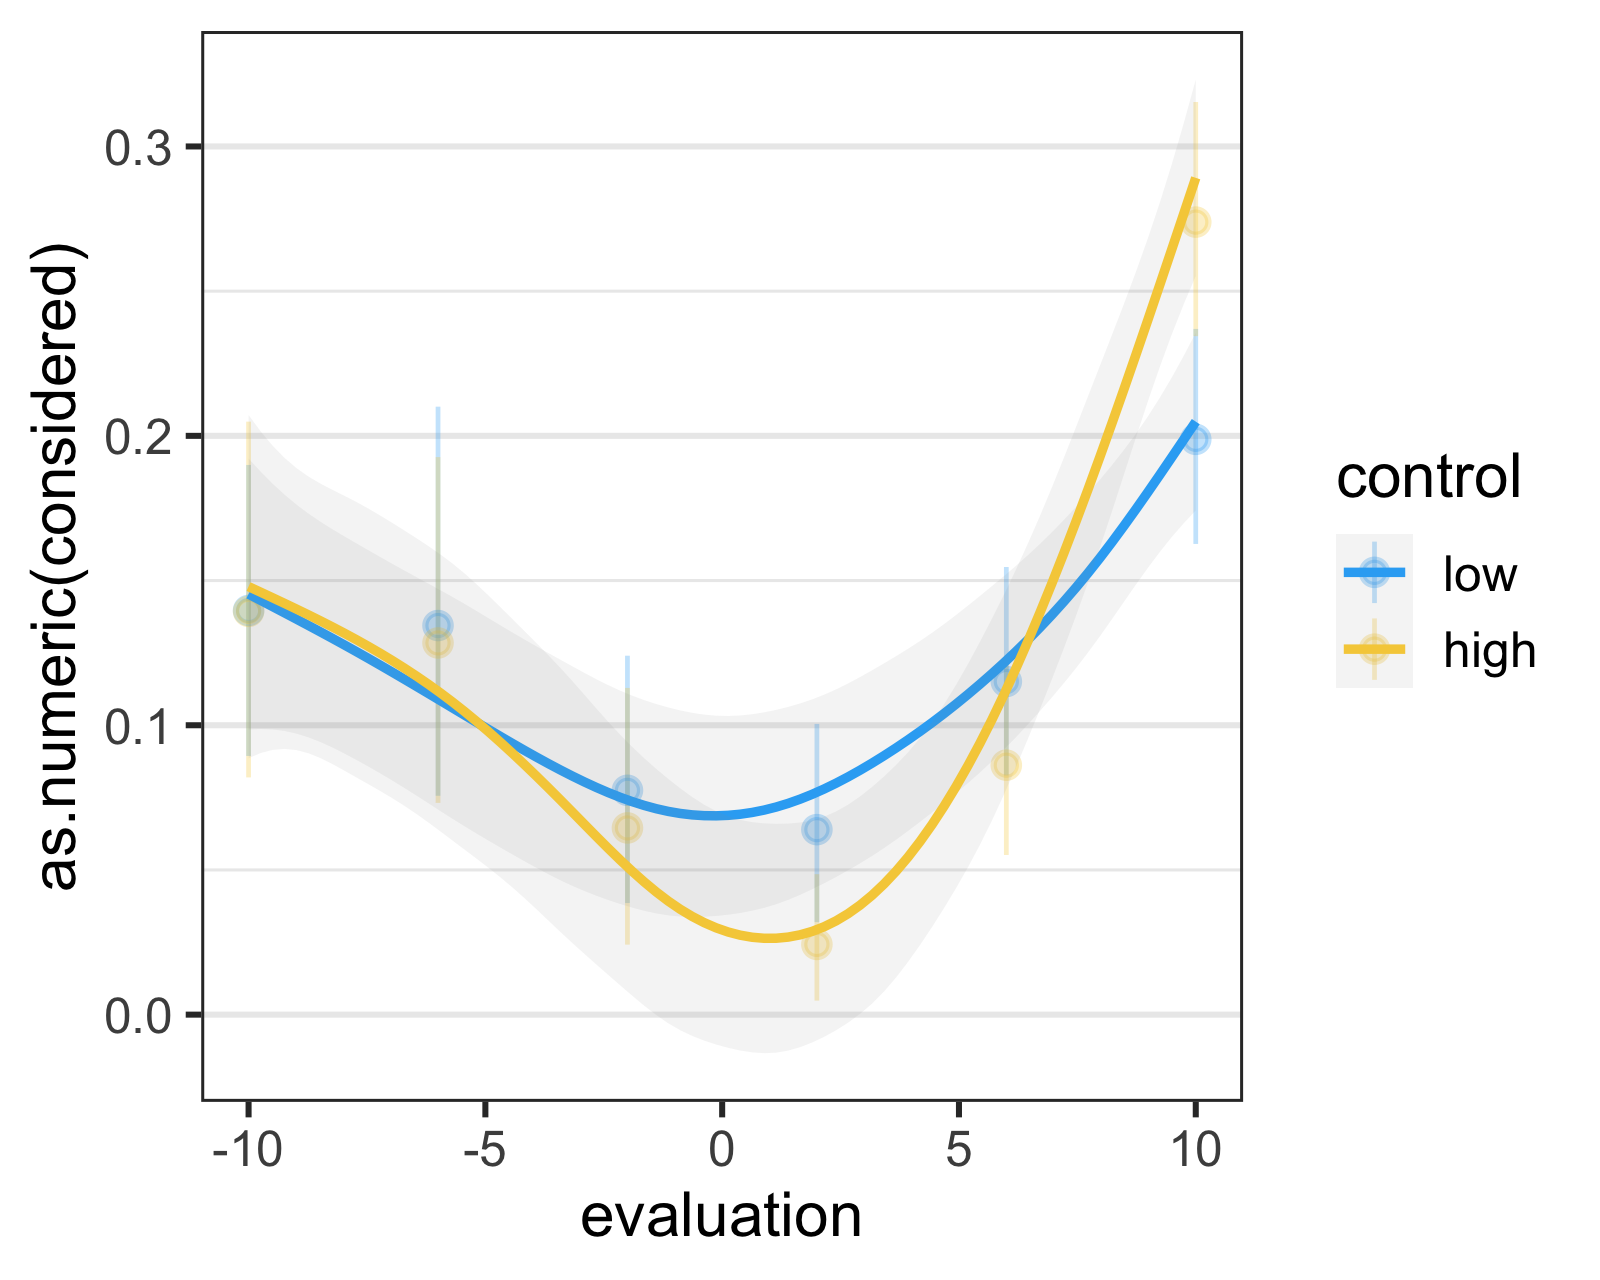 as.numeric(considered)
0.3
0.2
0.1
0.0
-10
-5
0
5
10
evaluation
control
low
high